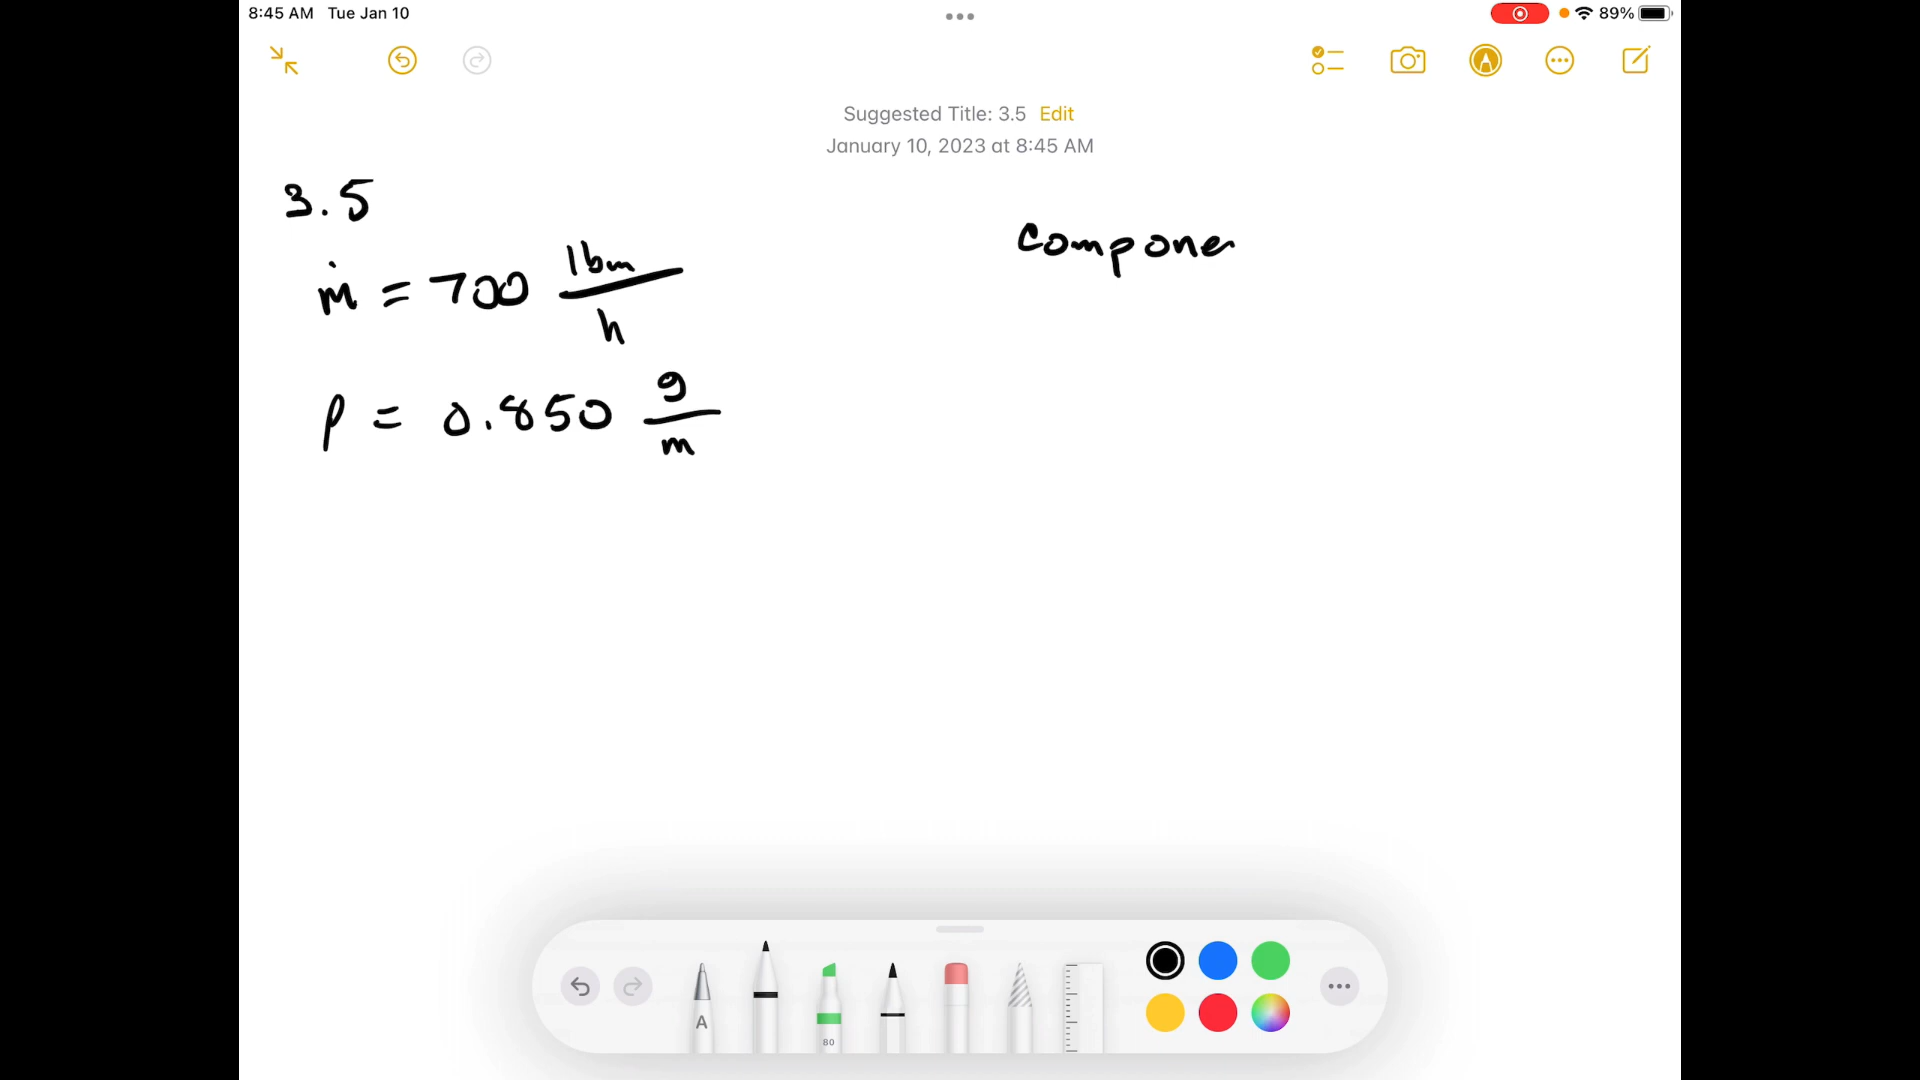 8:45 AM Tue Jan 10
89%
Suggested Title: 3.5 Edit
January 10, 2023 at 8:45 AM
3.5
ṁ = 700 lbm/h
Compone
ρ = 0.850 g/m
A
80